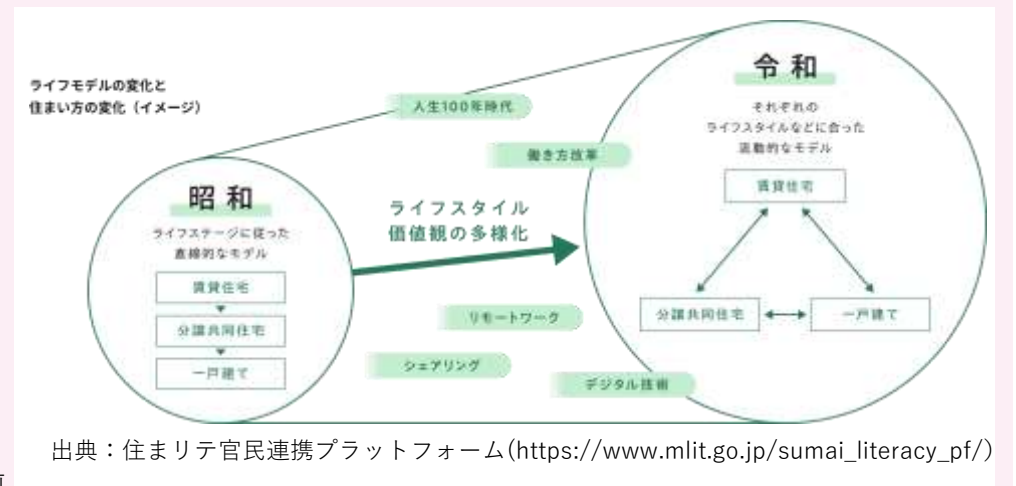 ライフモデルの変化と
住まい方の変化（イメージ）
人生100年時代
働き方改革
ライフスタイル
価値観の多様化
リモートワーク
シェアリング
デジタル技術
昭和
ライフステージに従った
直線的なモデル
賃貸住宅
分譲共同住宅
一戸建て
令和
それぞれの
ライフスタイルなどに合った
流動的なモデル
賃貸住宅
分譲共同住宅
一戸建て
出典：住まリテ官民連携プラットフォーム(https://www.mlit.go.jp/sumai_literacy_pf/)